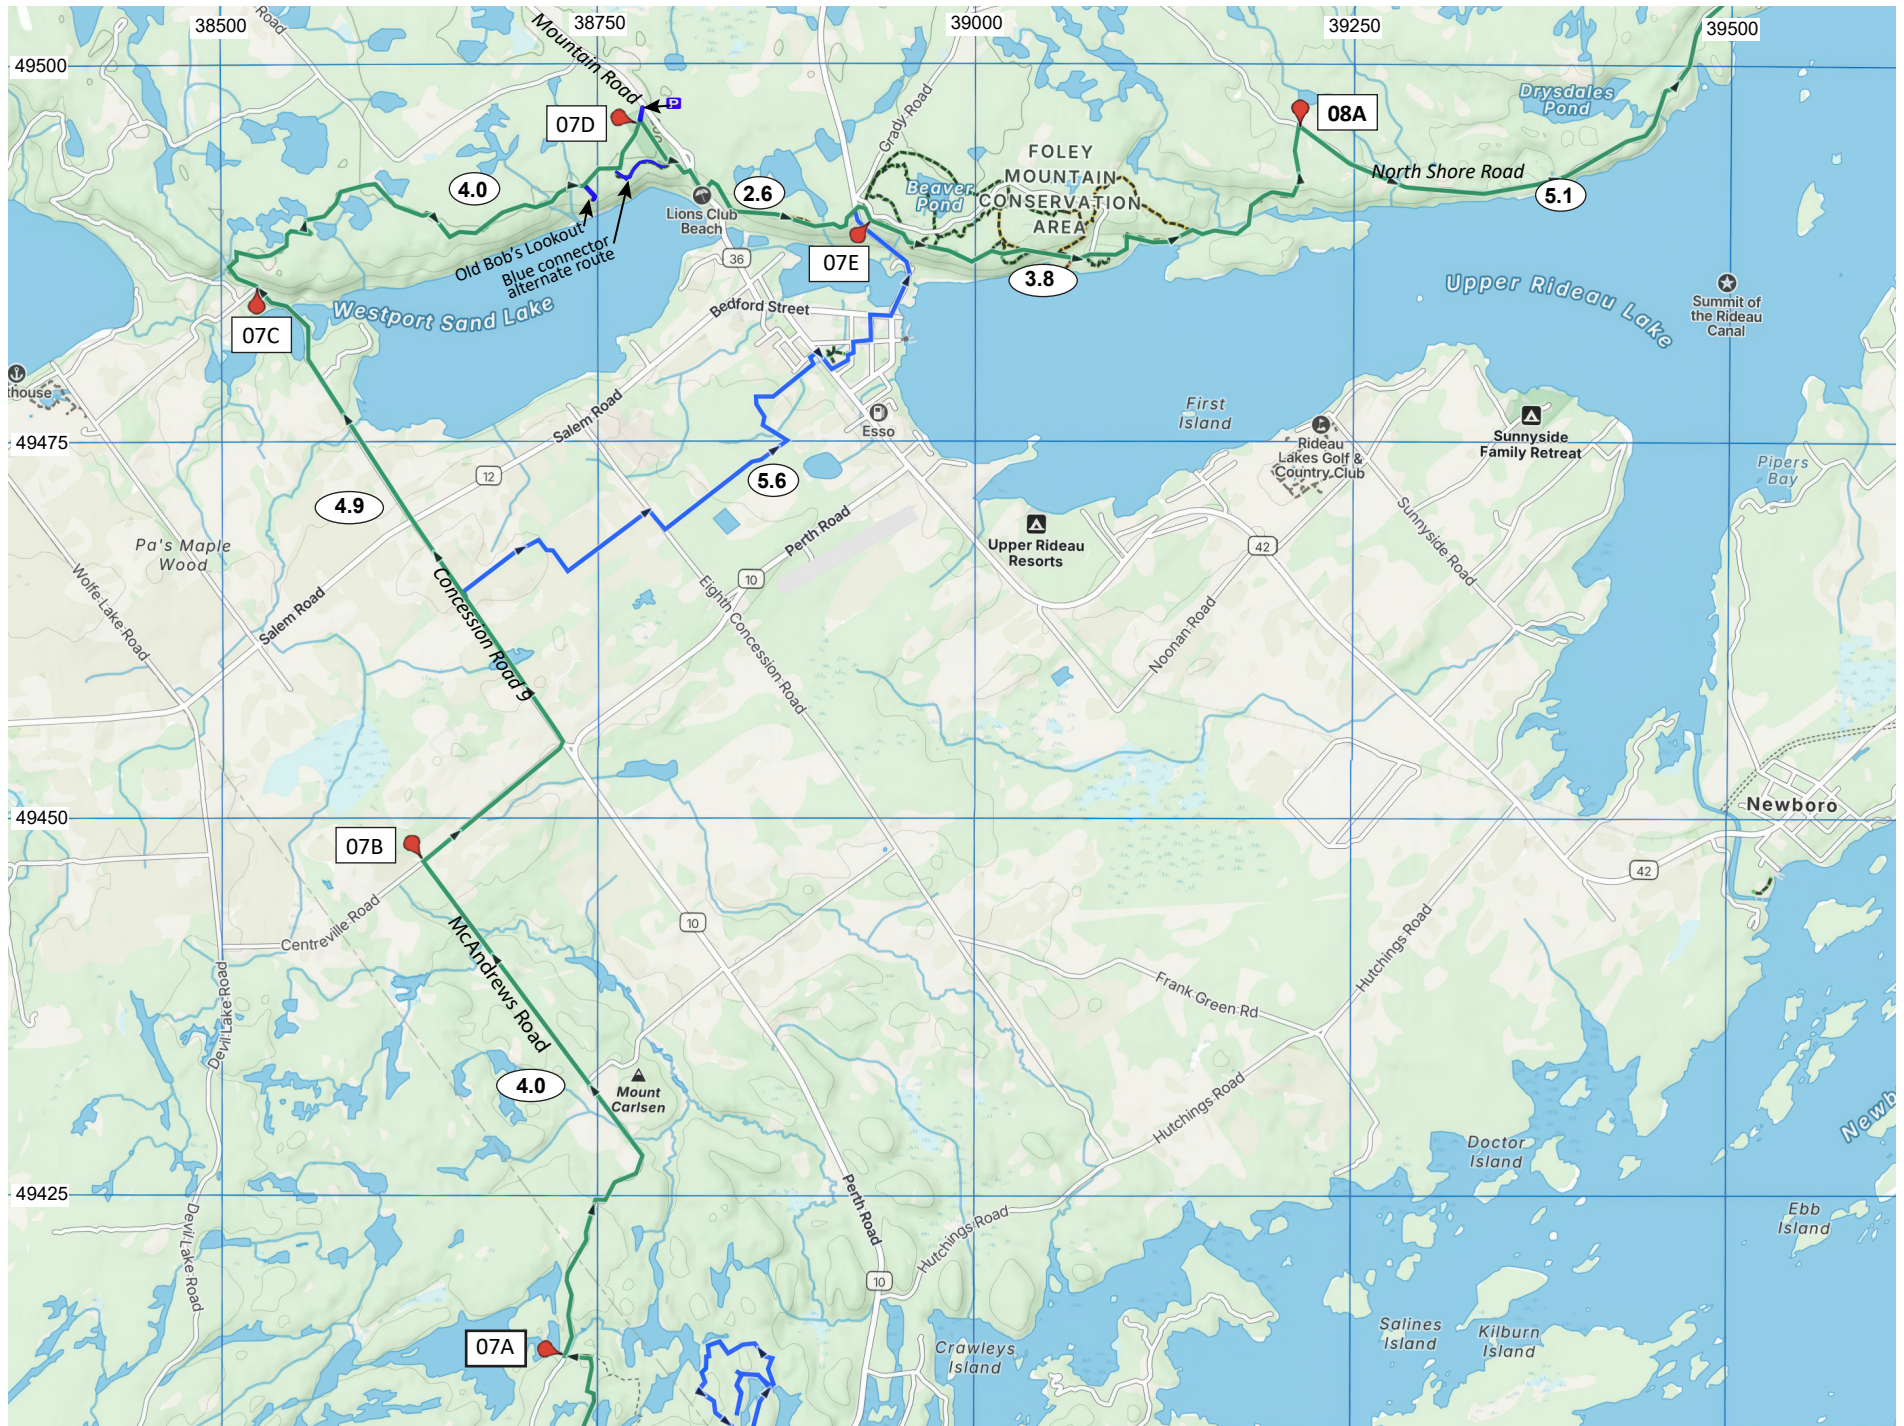 38500
38750
39000
39250
39500
Road
Mountain Road
49500
P
07D
Grady Road
08A
Drysdales
Pond
FOLEY
MOUNTAIN
CONSERVATION
AREA
Beaver
Pond
North Shore Road
5.1
4.0
2.6
Lions Club
Beach
Old Bob's Lookout
Blue connector
alternate route
36
07E
3.8
Upper Rideau Lake
Summit of
the Rideau
Canal
Westport Sand Lake
07C
Bedford Street
thouse
Salem Road
Esso
First
Island
Rideau
Lakes Golf &
Country Club
Sunnyside
Family Retreat
49475
12
5.6
Pipers
Bay
4.9
Pa's Maple
Wood
Perth Road
Upper Rideau
Resorts
42
Sunnyside Road
Wolfe Lake Road
Salem Road
Concession Road 9
10
Eighth Concession Road
Noonan Road
49450
07B
Newboro
42
Centreville Road
McAndrews Road
10
Devil Lake Road
Frank Green Rd
Hutchings Road
4.0
Mount
Carlsen
Hutchings Road
Newb
Doctor
Island
49425
Perth Road
Hutchings Road
Devil Lake Road
Ebb
Island
10
07A
Crawleys
Island
Salines
Island
Kilburn
Island